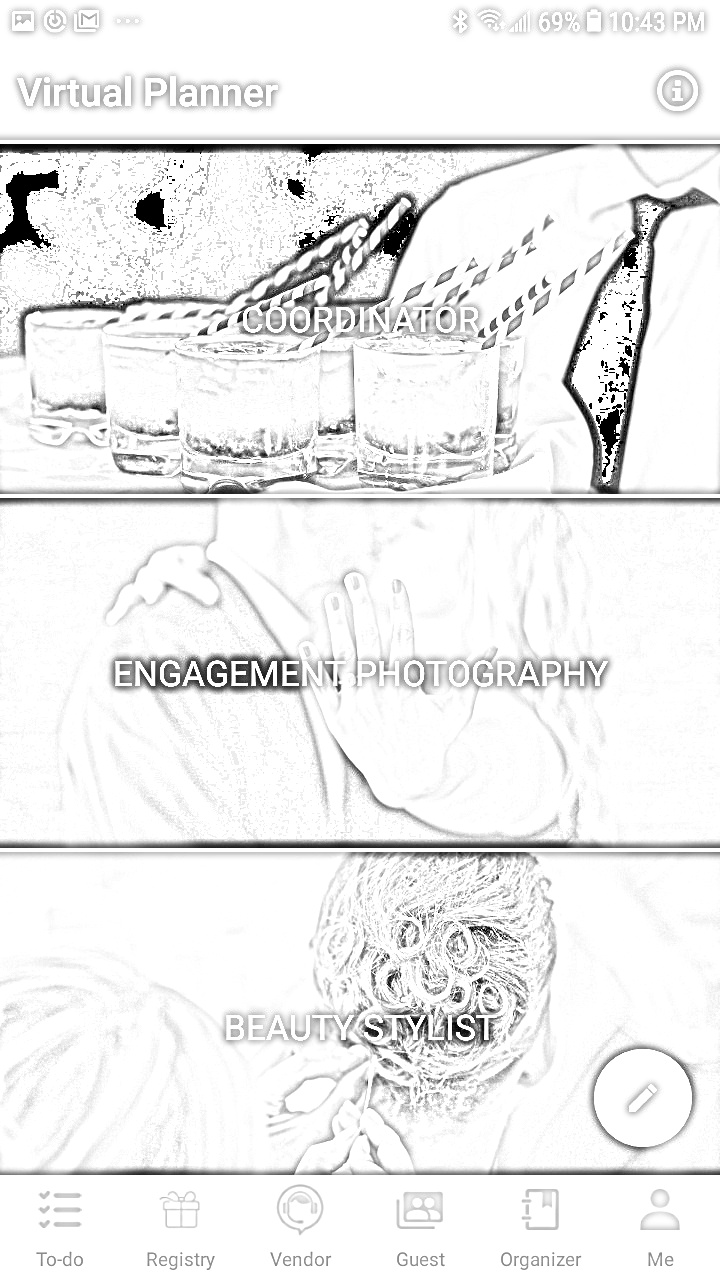 69% 10:43 PM
Virtual Planner
COORDINATOR
ENGAGEMENT PHOTOGRAPHY
BEAUTY STYLIST
To-do Registry Vendor Guest Organizer Me